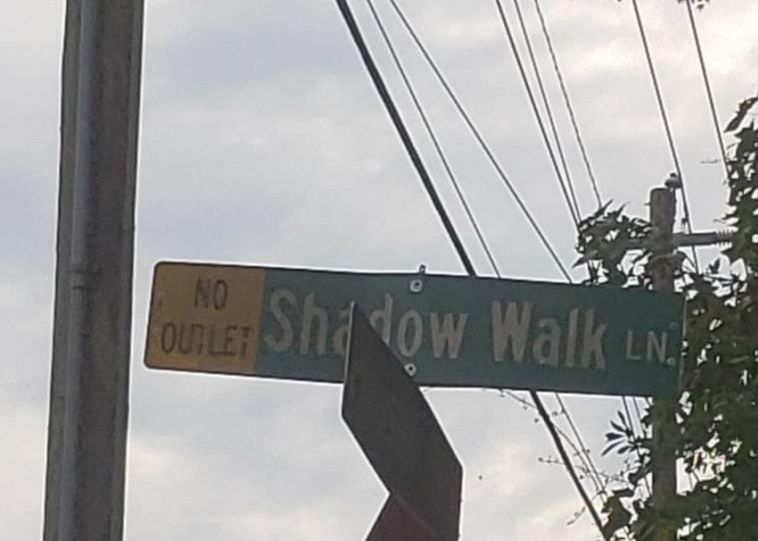 NO
OUTLET
Shadow Walk LN.